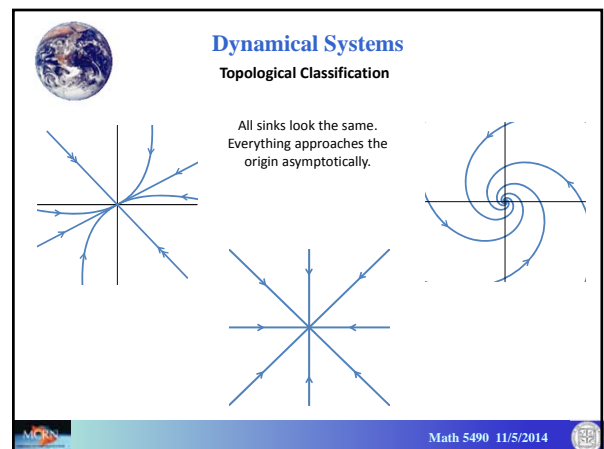 Dynamical Systems
Topological Classification
All sinks look the same.
Everything approaches the
origin asymptotically.
MCRN
Math 5490 11/5/2014